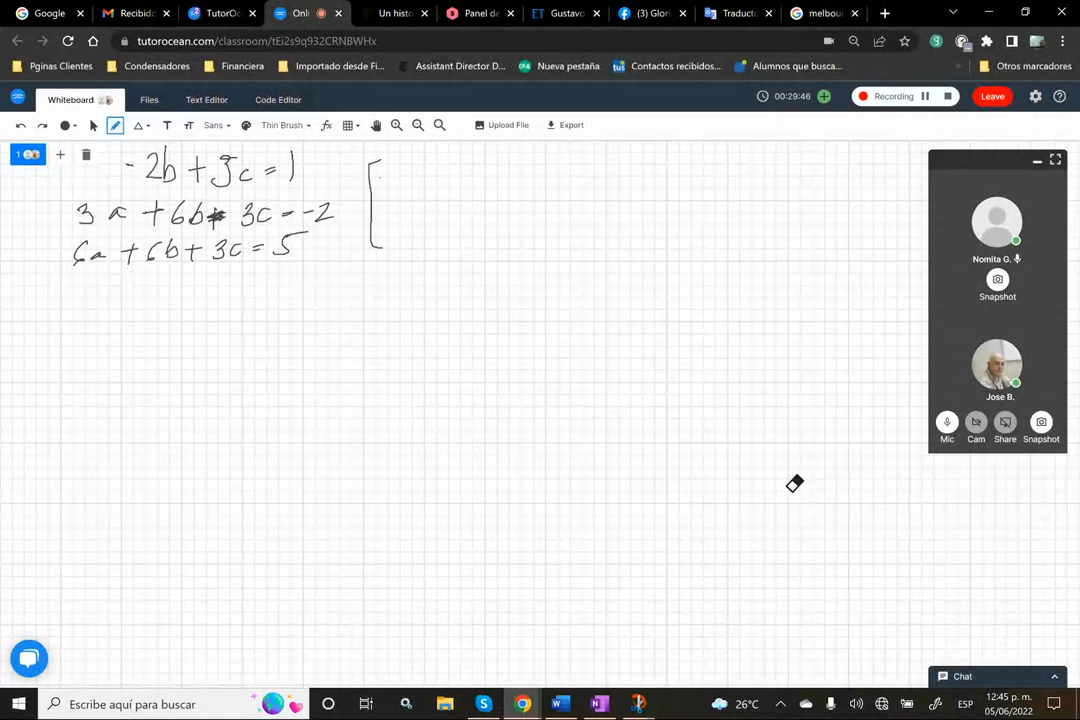 Google
Recibid
TutorOc
Onli
Un histo
Panel de
Gustavo
(3) Glori
Traducto
melbou
tutorocean.com/classroom/tEi2s9q932CRNBWHx
Pginas Clientes
Condensadores
Financiera
Importado desde Fi...
Assistant Director D...
Nueva pestaña
Contactos recibidos...
Alumnos que busca...
»
Otros marcadores
Whiteboard
Files
Text Editor
Code Editor
00:29:46
Recording
Leave
Sans
Thin Brush
fx
Upload File
Export
1
-2b + 3c = 1
3a + 6b - 3c = -2
6a + 6b + 3c = 5
Nomita G.
Snapshot
Jose B.
Mic
Cam
Share
Snapshot
Chat
Escribe aquí para buscar
26°C
ESP
12:45 p. m.
05/06/2022